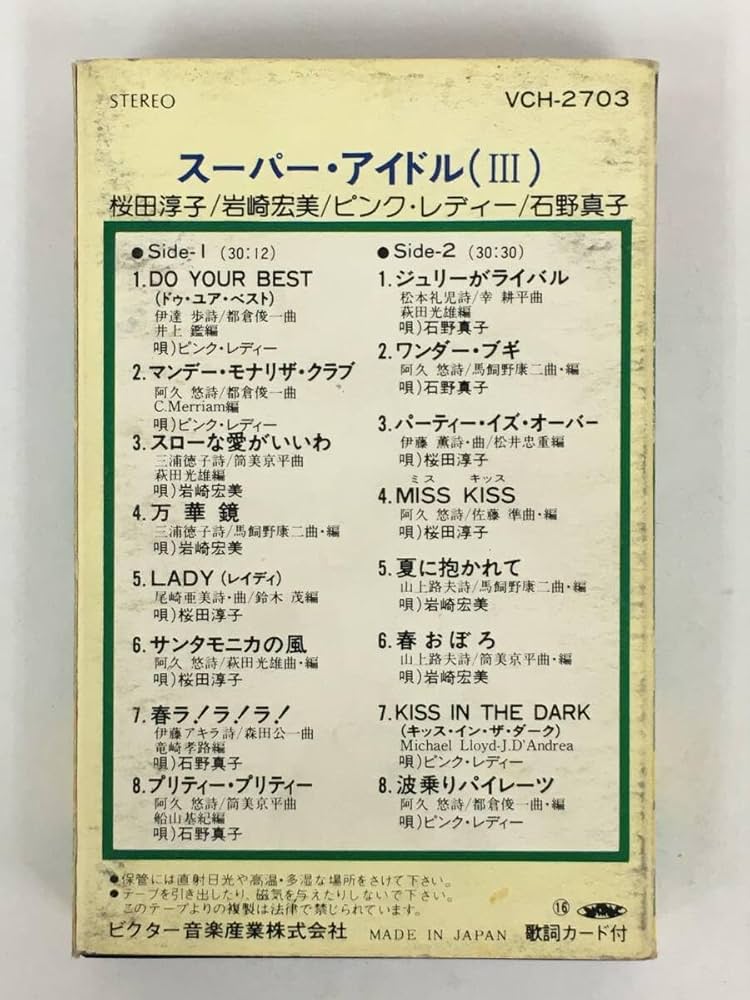 STEREO
VCH-2703
スーパー・アイドル(III)
桜田淳子/岩崎宏美/ピンク・レディー/石野真子
●Side-1 (30:12)
1.DO YOUR BEST
(ドゥ・ユア・ベスト)
伊達 歩詩/都倉俊一曲
井上 鑑編
唄)ピンク・レディー
2.マンデー・モナリザ・クラブ
阿久 悠詩/都倉俊一曲
C.Merriam編
唄)ピンク・レディー
3.スローな愛がいいわ
三浦徳子詩/筒美京平曲
萩田光雄編
唄)岩崎宏美
4.万華鏡
三浦徳子詩/馬飼野康二曲・編
唄)岩崎宏美
5.LADY(レイディ)
尾崎亜美詩・曲/鈴木 茂編
唄)桜田淳子
6.サンタモニカの風
阿久 悠詩/萩田光雄曲・編
唄)桜田淳子
7.春ラ!ラ!ラ!
伊藤アキラ詩/森田公一曲
竜崎孝路編
唄)石野真子
8.プリティー・プリティー
阿久 悠詩/筒美京平曲
船山基紀編
唄)石野真子
●Side-2 (30:30)
1.ジュリーがライバル
松本礼児詩/幸 耕平曲
萩田光雄編
唄)石野真子
2.ワンダー・ブギ
阿久 悠詩/馬飼野康二曲・編
唄)石野真子
3.パーティー・イズ・オーバー
伊藤 薫詩・曲/松井忠重編
唄)桜田淳子
ミス キッス
4.MISS KISS
阿久 悠詩/佐藤 準曲・編
唄)桜田淳子
5.夏に抱かれて
山上路夫詩/馬飼野康二曲・編
唄)岩崎宏美
6.春おぼろ
山上路夫詩/筒美京平曲・編
唄)岩崎宏美
7.KISS IN THE DARK
(キッス・イン・ザ・ダーク)
Michael Lloyd-J.D'Andrea
唄)ピンク・レディー
8.波乗りパイレーツ
阿久 悠詩/都倉俊一曲・編
唄)ピンク・レディー
●保管には直射日光や高温・多湿な場所をさけて下さい。
●テープを引き出したり、磁気を与えたりしないで下さい。
このテープよりの複製は法律で禁じられています。
ビクター音楽産業株式会社 MADE IN JAPAN
⑯
歌詞カード付